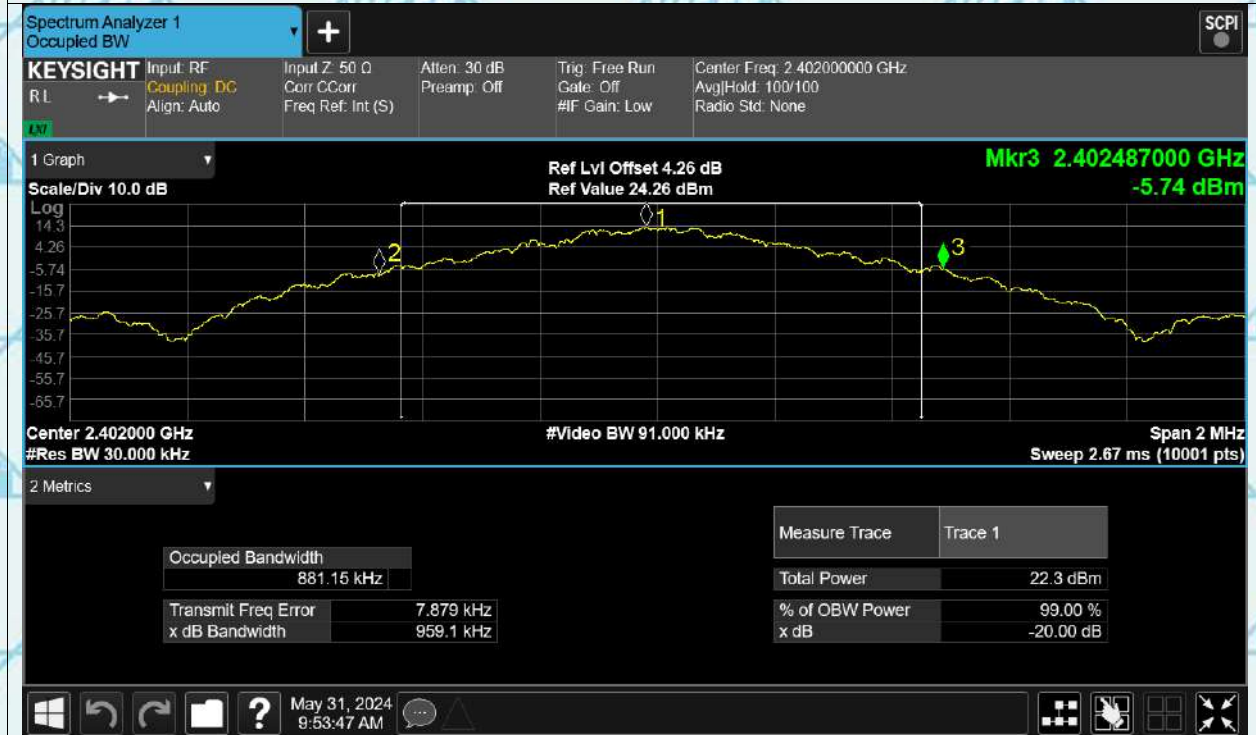 Spectrum Analyzer 1
Occupied BW
+
SCPI
KEYSIGHT
RL
LXI
Input: RF
Coupling: DC
Align: Auto
Input Z: 50 Ω
Corr CCorr
Freq Ref: Int (S)
Atten: 30 dB
Preamp: Off
Trig: Free Run
Gate: Off
#IF Gain: Low
Center Freq: 2.402000000 GHz
Avg|Hold: 100/100
Radio Std: None
1 Graph
Scale/Div 10.0 dB
Ref Lvl Offset 4.26 dB
Ref Value 24.26 dBm
Mkr3 2.402487000 GHz
-5.74 dBm
Log
14.3
4.26
-5.74
-15.7
-25.7
-35.7
-45.7
-55.7
-65.7
2
1
3
Center 2.402000 GHz
#Video BW 91.000 kHz
Span 2 MHz
#Res BW 30.000 kHz
Sweep 2.67 ms (10001 pts)
2 Metrics
Occupied Bandwidth
881.15 kHz
Transmit Freq Error 7.879 kHz
x dB Bandwidth 959.1 kHz
Measure Trace Trace 1
Total Power 22.3 dBm
% of OBW Power 99.00 %
x dB -20.00 dB
?
May 31, 2024
9:53:47 AM